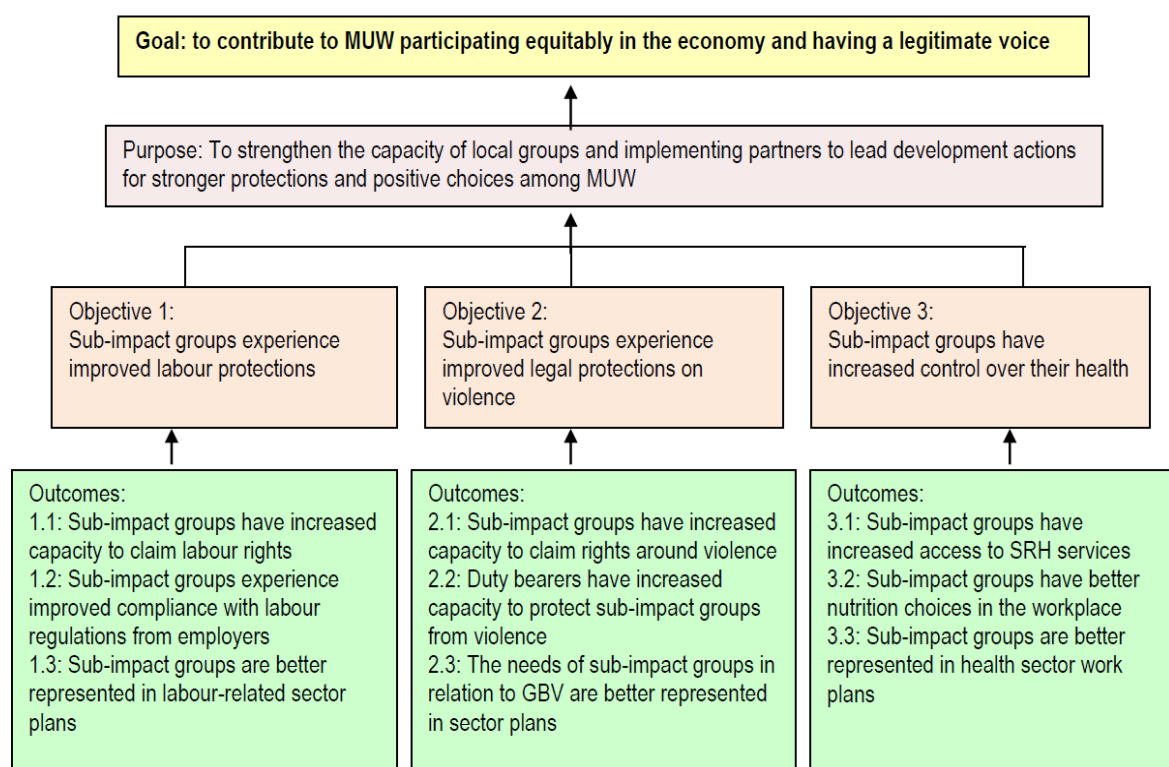 Goal: to contribute to MUW participating equitably in the economy and having a legitimate voice
Purpose: To strengthen the capacity of local groups and implementing partners to lead development actions
for stronger protections and positive choices among MUW
Objective 1:
Sub-impact groups experience
improved labour protections
Objective 2:
Sub-impact groups experience
improved legal protections on
violence
Objective 3:
Sub-impact groups have
increased control over their health
Outcomes:
1.1: Sub-impact groups have increased
capacity to claim labour rights
1.2: Sub-impact groups experience
improved compliance with labour
regulations from employers
1.3: Sub-impact groups are better
represented in labour-related sector
plans
Outcomes:
2.1: Sub-impact groups have increased
capacity to claim rights around violence
2.2: Duty bearers have increased
capacity to protect sub-impact groups
from violence
2.3: The needs of sub-impact groups in
relation to GBV are better represented
in sector plans
Outcomes:
3.1: Sub-impact groups have
increased access to SRH services
3.2: Sub-impact groups have better
nutrition choices in the workplace
3.3: Sub-impact groups are better
represented in health sector work
plans